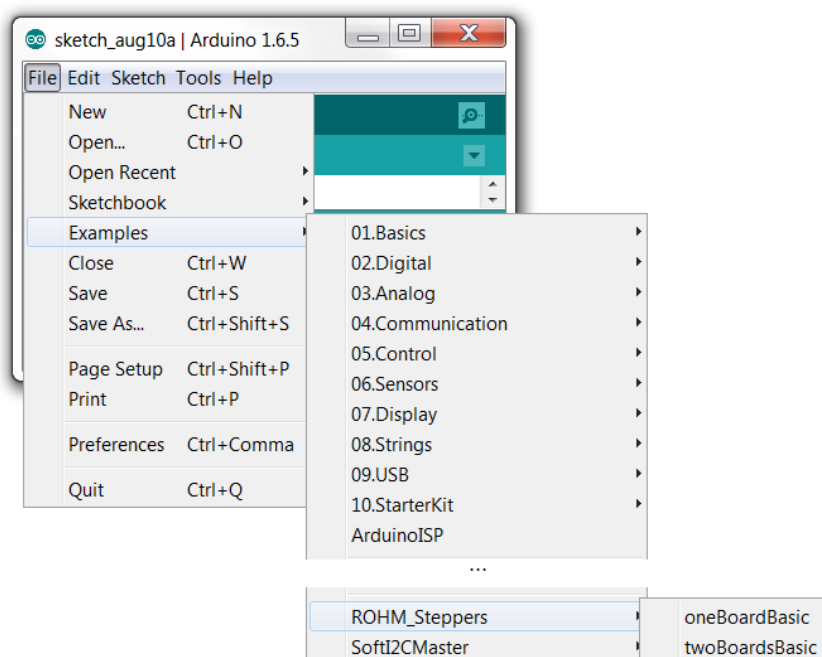 sketch_aug10a | Arduino 1.6.5
File Edit Sketch Tools Help
New Ctrl+N
Open... Ctrl+O
Open Recent
Sketchbook
Examples
Close Ctrl+W
Save Ctrl+S
Save As... Ctrl+Shift+S
Page Setup Ctrl+Shift+P
Print Ctrl+P
Preferences Ctrl+Comma
Quit Ctrl+Q
01.Basics
02.Digital
03.Analog
04.Communication
05.Control
06.Sensors
07.Display
08.Strings
09.USB
10.StarterKit
ArduinoISP
...
ROHM_Steppers
SoftI2CMaster
oneBoardBasic
twoBoardsBasic